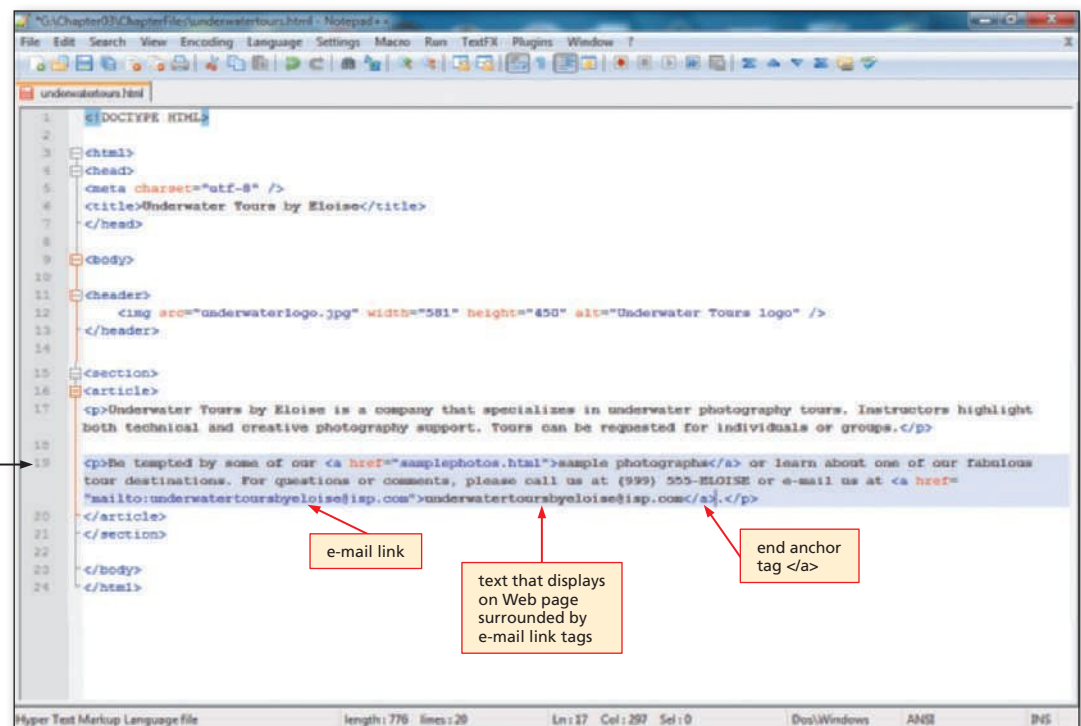 *G:\Chapter03\ChapterFiles\underwatertours.html - Notepad++
File Edit Search View Encoding Language Settings Macro Run TextFX Plugins Window ? X
underwatertours.html
1 <!DOCTYPE HTML>
2
3 <html>
4 <head>
5 <meta charset="utf-8" />
6 <title>Underwater Tours by Eloise</title>
7 </head>
8
9 <body>
10
11 <header>
12 <img src="underwaterlogo.jpg" width="581" height="450" alt="Underwater Tours logo" />
13 </header>
14
15 <section>
16 <article>
17 <p>Underwater Tours by Eloise is a company that specializes in underwater photography tours. Instructors highlight
both technical and creative photography support. Tours can be requested for individuals or groups.</p>
18
19 <p>Be tempted by some of our <a href="samplephotos.html">sample photographs</a> or learn about one of our fabulous
tour destinations. For questions or comments, please call us at (999) 555-ELOISE or e-mail us at <a href=
"mailto:underwatertoursbyeloise@isp.com">underwatertoursbyeloise@isp.com</a>.</p>
20 </article>
21 </section>
22
23 </body>
24 </html>
e-mail link
text that displays
on Web page
surrounded by
e-mail link tags
end anchor
tag </a>
Hyper Text Markup Language file length : 776 lines : 20 Ln : 17 Col : 297 Sel : 0 Dos\Windows ANSI INS